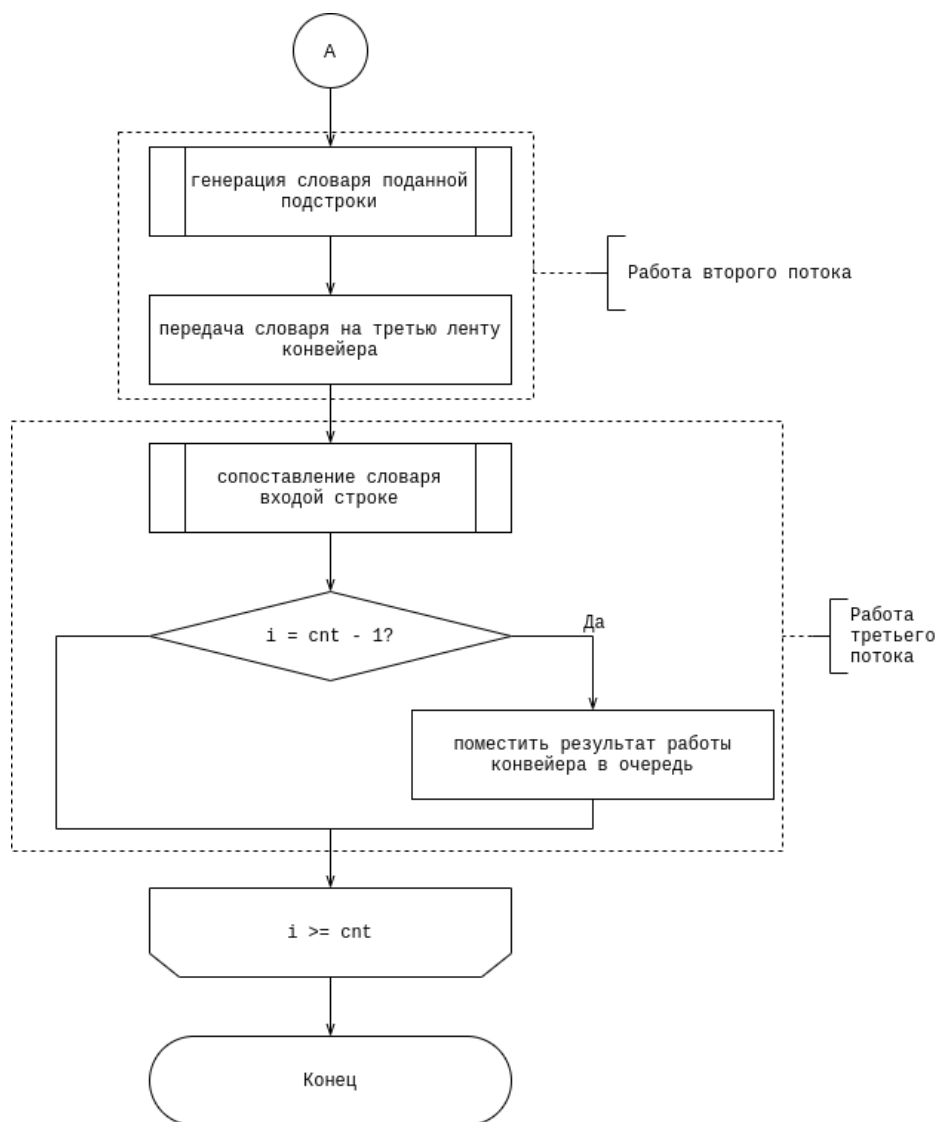 А
генерация словаря поданной
подстроки
Работа второго потока
передача словаря на третью ленту
конвейера
сопоставление словаря
входой строке
i = cnt - 1?
Да
Работа
третьего
потока
поместить результат работы
конвейера в очередь
i >= cnt
Конец